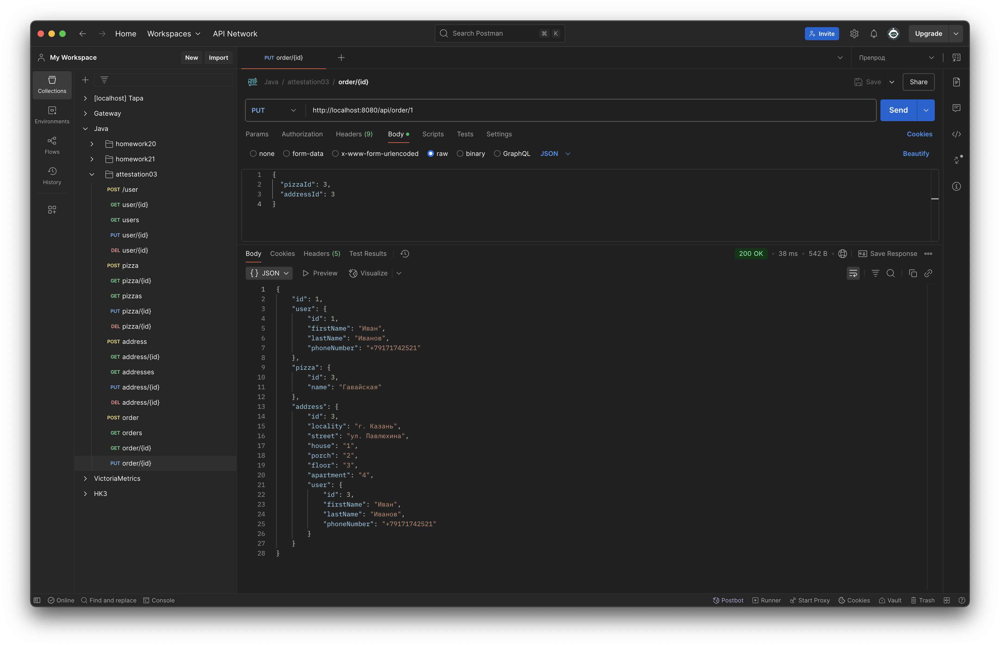 Home Workspaces API Network Search Postman ⌘ K Invite Upgrade
My Workspace New Import PUT order/{id} Препрод
Collections
Environments
Flows
History
[localhost] Тара
Gateway
Java
homework20
homework21
attestation03
POST /user
GET user/{id}
GET users
PUT user/{id}
DEL user/{id}
POST pizza
GET pizza/{id}
GET pizzas
PUT pizza/{id}
DEL pizza/{id}
POST address
GET address/{id}
GET addresses
PUT address/{id}
DEL address/{id}
POST order
GET orders
GET order/{id}
PUT order/{id}
VictoriaMetrics
НКЗ
HTTP Java / attestation03 / order/{id} Save Share
PUT http://localhost:8080/api/order/1 Send
Params Authorization Headers (9) Body Scripts Tests Settings Cookies
none form-data x-www-form-urlencoded raw binary GraphQL JSON Beautify
1 {
2 "pizzaId": 3,
3 "addressId": 3
4 }
Body Cookies Headers (5) Test Results 200 OK • 38 ms • 542 B • e.g. Save Response
{} JSON Preview Visualize
1 {
2 "id": 1,
3 "user": {
4 "id": 1,
5 "firstName": "Иван",
6 "lastName": "Иванов",
7 "phoneNumber": "+79171742521"
8 },
9 "pizza": {
10 "id": 3,
11 "name": "Гавайская"
12 },
13 "address": {
14 "id": 3,
15 "locality": "г. Казань",
16 "street": "ул. Павлюхина",
17 "house": "1",
18 "porch": "2",
19 "floor": "3",
20 "apartment": "4",
21 "user": {
22 "id": 3,
23 "firstName": "Иван",
24 "lastName": "Иванов",
25 "phoneNumber": "+79171742521"
26 }
27 }
28 }
Online Find and replace Console Postbot Runner Start Proxy Cookies Vault Trash